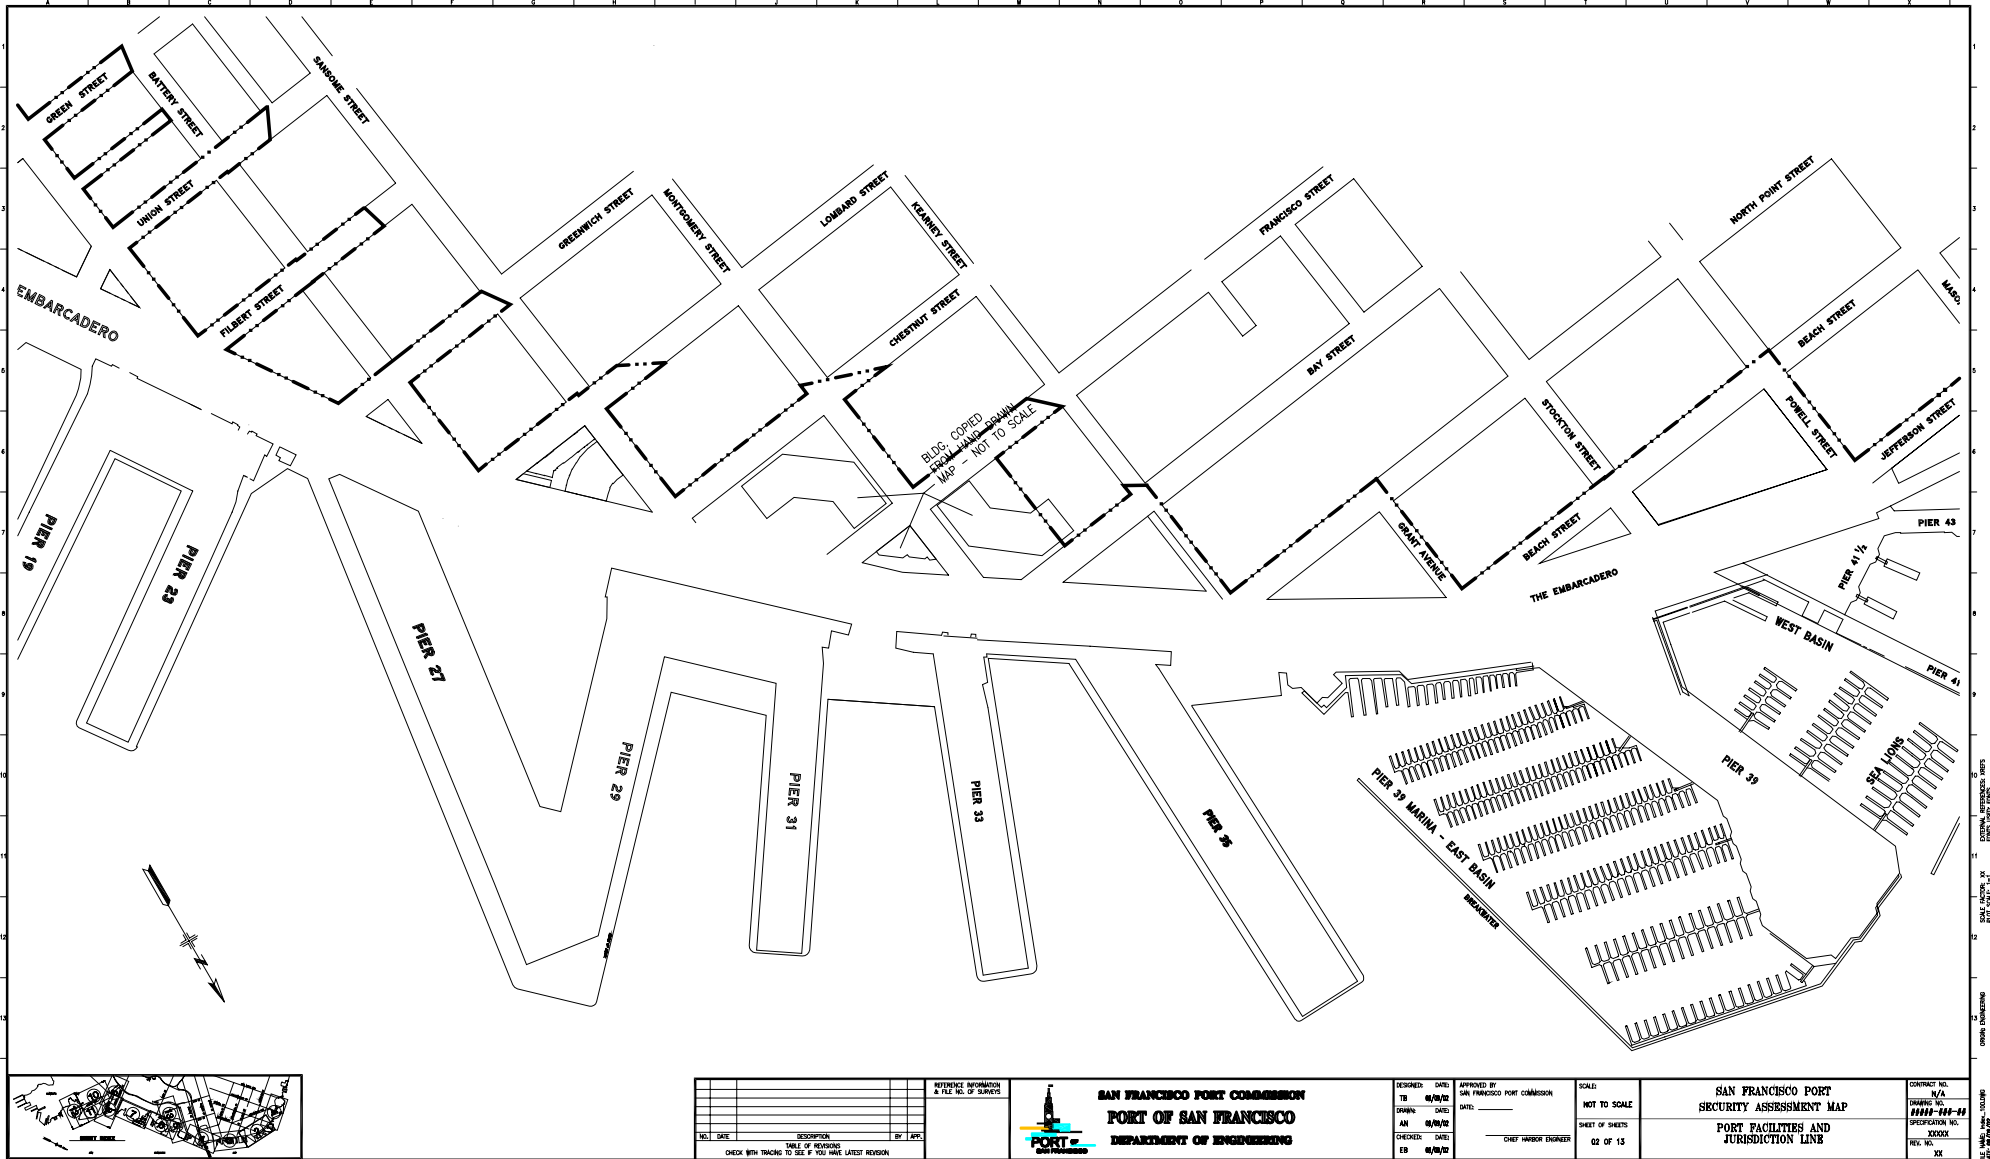 GREEN STREET
BATTERY STREET
SANSOME STREET
UNION STREET
FILBERT STREET
EMBARCADERO
GREENWICH STREET
MONTGOMERY STREET
LOMBARD STREET
KEARNEY STREET
CHESTNUT STREET
FRANCISCO STREET
BAY STREET
NORTH POINT STREET
BEACH STREET
MASO
STOCKTON STREET
POWELL STREET
JEFFERSON STREET
GRANT AVENUE
BEACH STREET
THE EMBARCADERO
BLDG. COPIED
FROM HAND DRAWN
MAP - NOT TO SCALE
PIER 19
PIER 23
PIER 27
PIER 29
PIER 31
PIER 33
PIER 35
PIER 43
PIER 41 ½
WEST BASIN
PIER 41
PIER 39
SEA LIONS
PIER 39 MARINA - EAST BASIN
BREAKWATER
N
NO.
DATE
DESCRIPTION
BY
APP.
TABLE OF REVISIONS
CHECK WITH TRACING TO SEE IF YOU HAVE LATEST REVISION
REFERENCE INFORMATION
& FILE NO. OF SURVEYS
PORT OF
SAN FRANCISCO
SAN FRANCISCO PORT COMMISSION
PORT OF SAN FRANCISCO
DEPARTMENT OF ENGINEERING
DESIGNED: DATE:
TB
DRAWN: DATE:
AN
CHECKED: DATE:
EB
APPROVED BY
SAN FRANCISCO PORT COMMISSION
DATE:
CHIEF HARBOR ENGINEER
SCALE:
NOT TO SCALE
SHEET OF SHEETS
02 OF 13
SAN FRANCISCO PORT
SECURITY ASSESSMENT MAP
PORT FACILITIES AND
JURISDICTION LINE
CONTRACT NO.
N/A
DRAWING NO.
#####-###-##
SPECIFICATION NO.
XXXXX
REV. NO.
XX